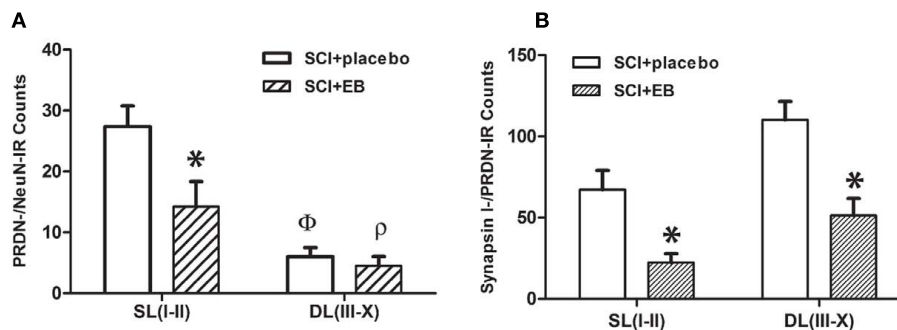 A
PRDN-/NeuN-IR Counts
40
30
20
10
0
SCI+placebo
SCI+EB
*
Φ
ρ
SL(I-II)
DL(III-X)
B
Synapsin I-/PRDN-IR Counts
150
100
50
0
SCI+placebo
SCI+EB
*
*
SL(I-II)
DL(III-X)